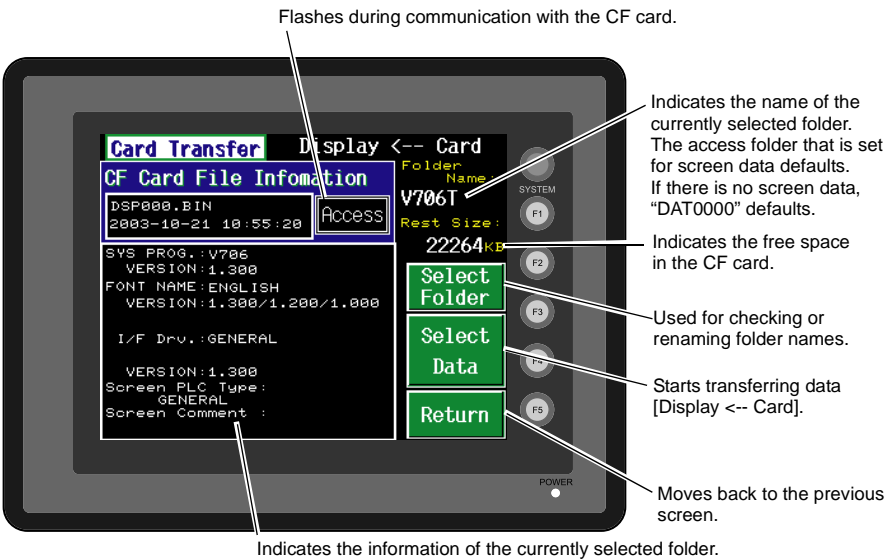 Flashes during communication with the CF card.
Card Transfer
Display <-- Card
CF Card File Infomation
DSP000.BIN
2003-10-21 10:55:20
Access
Folder
Name:
V706T
Rest Size:
22264KB
SYS PROG.:V706
VERSION:1.300
FONT NAME:ENGLISH
VERSION:1.300/1.200/1.000
I/F Drv.:GENERAL
VERSION:1.300
Screen PLC Type:
GENERAL
Screen Comment :
Select
Folder
Select
Data
Return
SYSTEM
F1
F2
F3
F4
F5
POWER
Indicates the name of the
currently selected folder.
The access folder that is set
for screen data defaults.
If there is no screen data,
“DAT0000” defaults.
Indicates the free space
in the CF card.
Used for checking or
renaming folder names.
Starts transferring data
[Display <-- Card].
Moves back to the previous
screen.
Indicates the information of the currently selected folder.